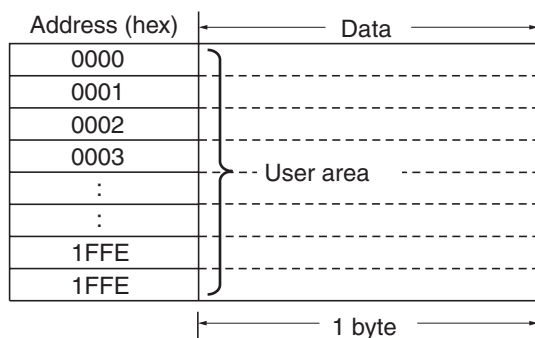 Address (hex) Data
0000
0001
0002
0003
User area
:
:
1FFE
1FFE
1 byte